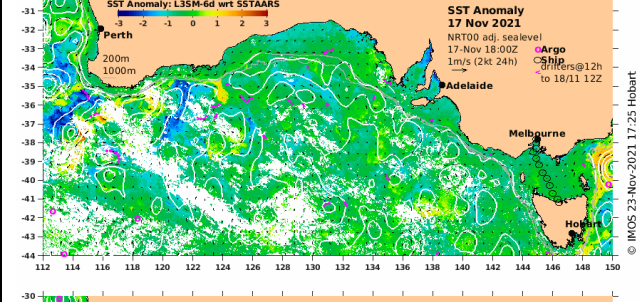 SST Anomaly: L3SM-6d wrt SSTAARS
-3 -2 -1 0 1 2 3
SST Anomaly
17 Nov 2021
NRT00 adj. sealevel
17-Nov 18:00Z
1m/s (2kt 24h)
Argo
Ship
drifters@12h
to 18/11 12Z
Perth
200m
1000m
Adelaide
Melbourne
Hobart
-31
-32
-33
-34
-35
-36
-37
-38
-39
-40
-41
-42
-43
-44
112 114 116 118 120 122 124 126 128 130 132 134 136 138 140 142 144 146 148 150
-30
© IMOS 23-Nov-2021 17:25 Hobart